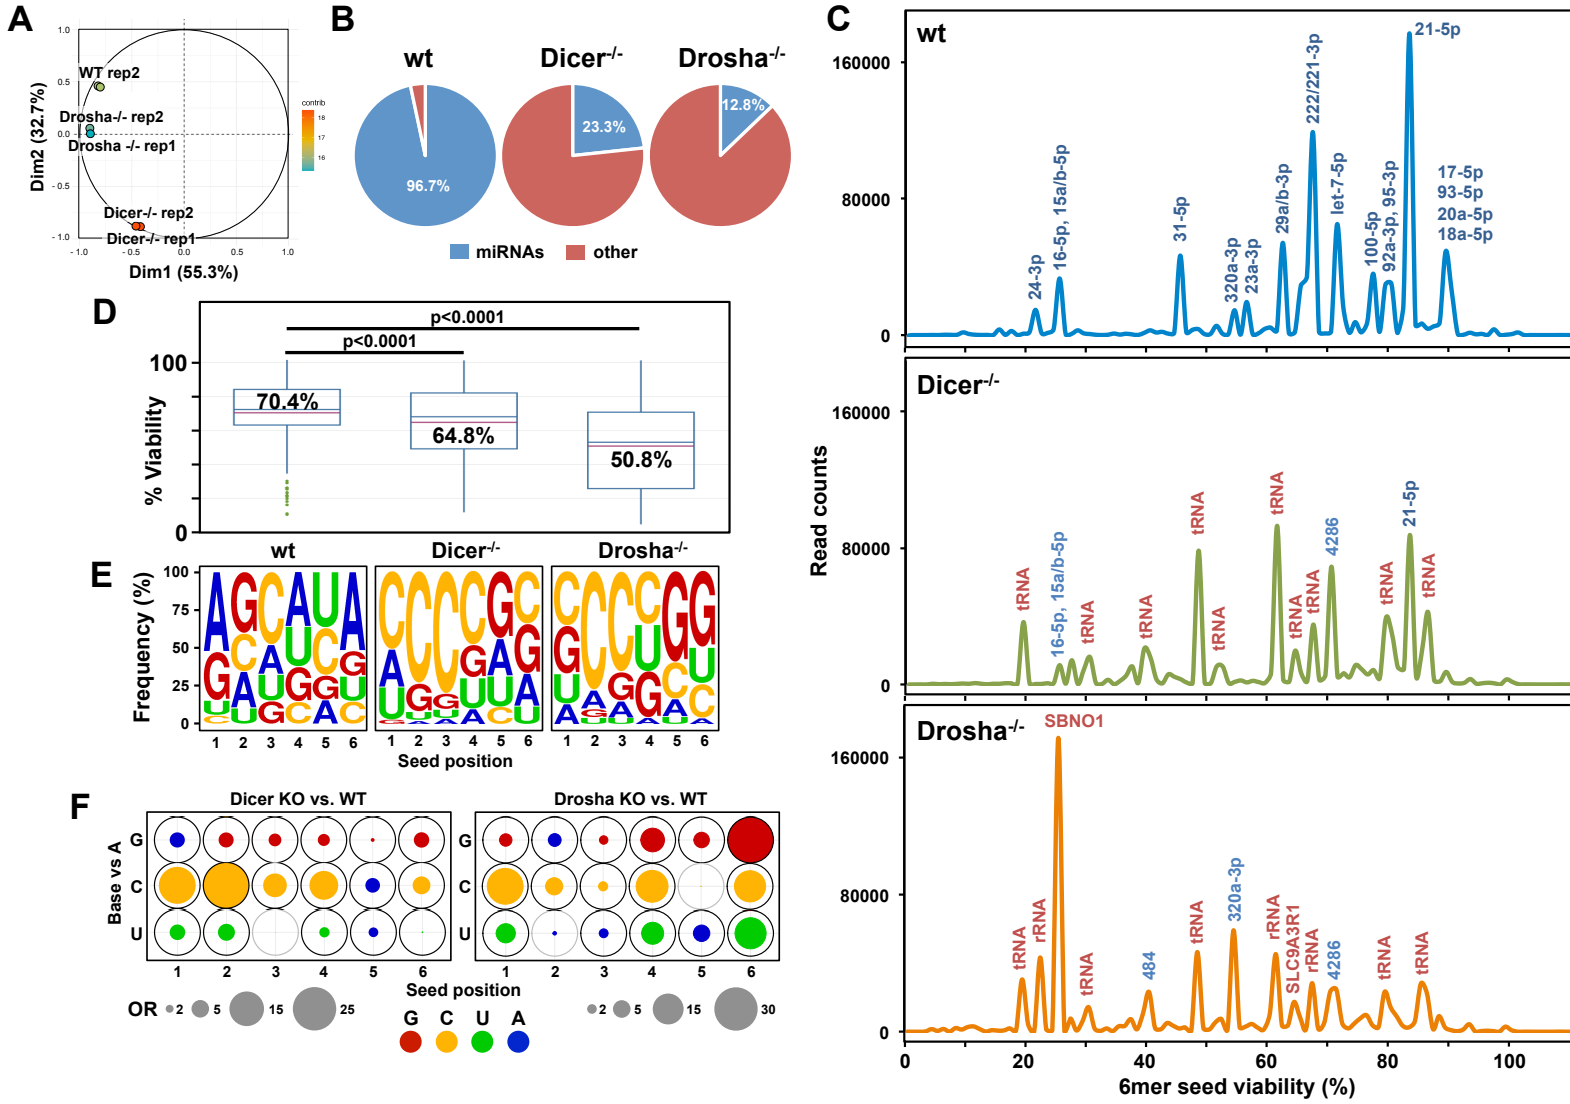 A
1.0
0.5
0.0
- 0.5
- 1.0
Dim2 (32.7%)
WT rep2
Drosha-/- rep2
Drosha -/- rep1
Dicer-/- rep2
Dicer-/- rep1
- 1.0
- 0.5
0.0
0.5
1.0
Dim1 (55.3%)
contrib
18
17
16
B
wt
Dicer-/-
Drosha-/-
96.7%
23.3%
12.8%
miRNAs
other
C
wt
160000
80000
0
24-3p
16-5p, 15a/b-5p
31-5p
320a-3p
23a-3p
29a/b-3p
222/221-3p
let-7-5p
100-5p
92a-3p, 95-3p
21-5p
17-5p
93-5p
20a-5p
18a-5p
Dicer-/-
160000
80000
0
Read counts
tRNA
16-5p, 15a/b-5p
tRNA
tRNA
tRNA
tRNA
tRNA
tRNA
tRNA
4286
tRNA
21-5p
tRNA
Drosha-/-
160000
80000
0
tRNA
rRNA
SBNO1
tRNA
484
tRNA
320a-3p
rRNA
SLC9A3R1
rRNA
4286
tRNA
tRNA
0
20
40
60
80
100
6mer seed viability (%)
D
p<0.0001
p<0.0001
100
0
% Viability
70.4%
64.8%
50.8%
wt
Dicer-/-
Drosha-/-
E
Frequency (%)
100
75
50
25
0
A G C A U A
G C A U C G
A U G G U
C U G C A C
1 2 3 4 5 6
C C C C G C
A G G G A G
U U U U U A
G A A A C U
1 2 3 4 5 6
C C C C G G
G A G U C U
U G U G A C
A U A A U A
1 2 3 4 5 6
Seed position
F
Dicer KO vs. WT
Drosha KO vs. WT
Base vs A
G
C
U
G
C
U
1 2 3 4 5 6
1 2 3 4 5 6
Seed position
OR
2
5
15
25
2
5
15
30
G C U A